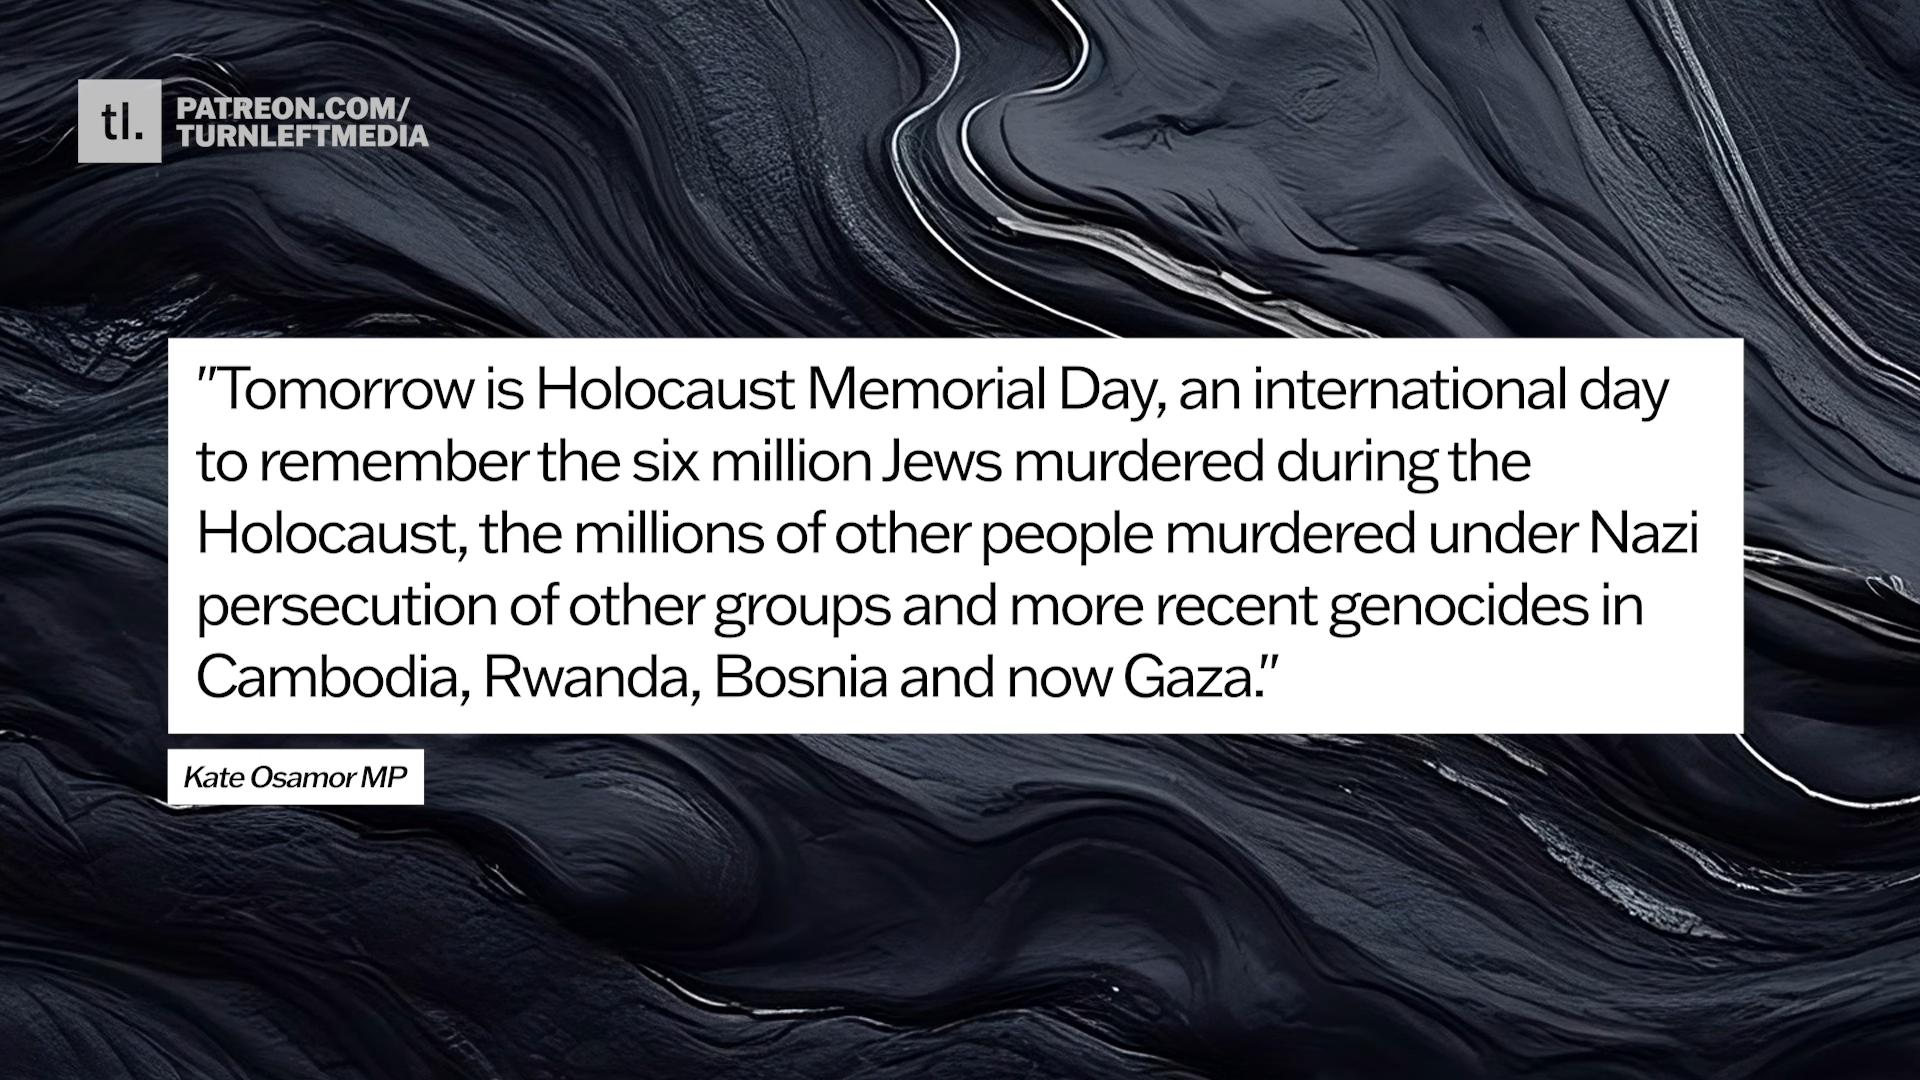 tl.
PATREON.COM/
TURNLEFTMEDIA
"Tomorrow is Holocaust Memorial Day, an international day
to remember the six million Jews murdered during the
Holocaust, the millions of other people murdered under Nazi
persecution of other groups and more recent genocides in
Cambodia, Rwanda, Bosnia and now Gaza."
Kate Osamor MP